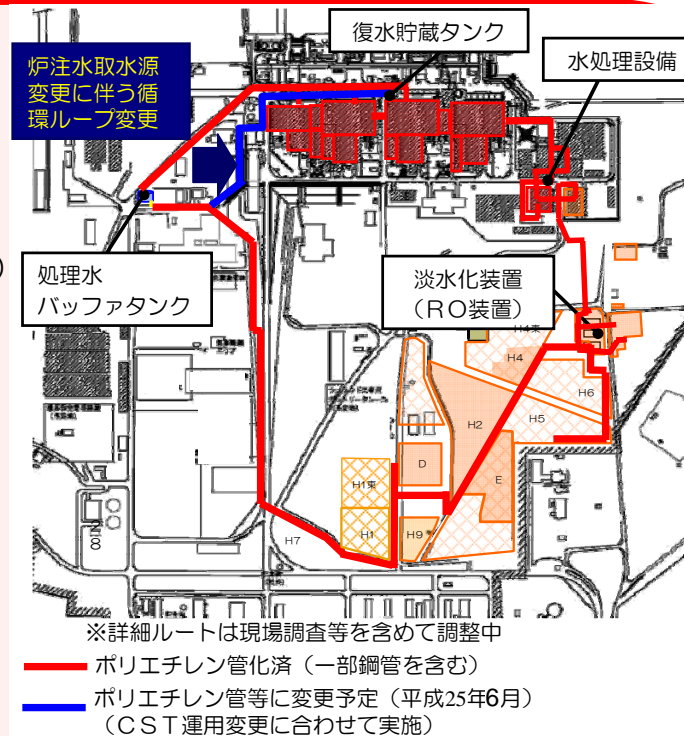 復水貯蔵タンク
水処理設備
炉注水取水源
変更に伴う循
環ループ変更
処理水
バッファタンク
淡水化装置
（ＲＯ装置）
H4東
H4
H6
H5
H2
D
E
H1東
H1
H9
H7
※詳細ルートは現場調査等を含めて調整中
ポリエチレン管化済（一部鋼管を含む）
ポリエチレン管等に変更予定（平成25年6月）
（ＣＳＴ運用変更に合わせて実施）